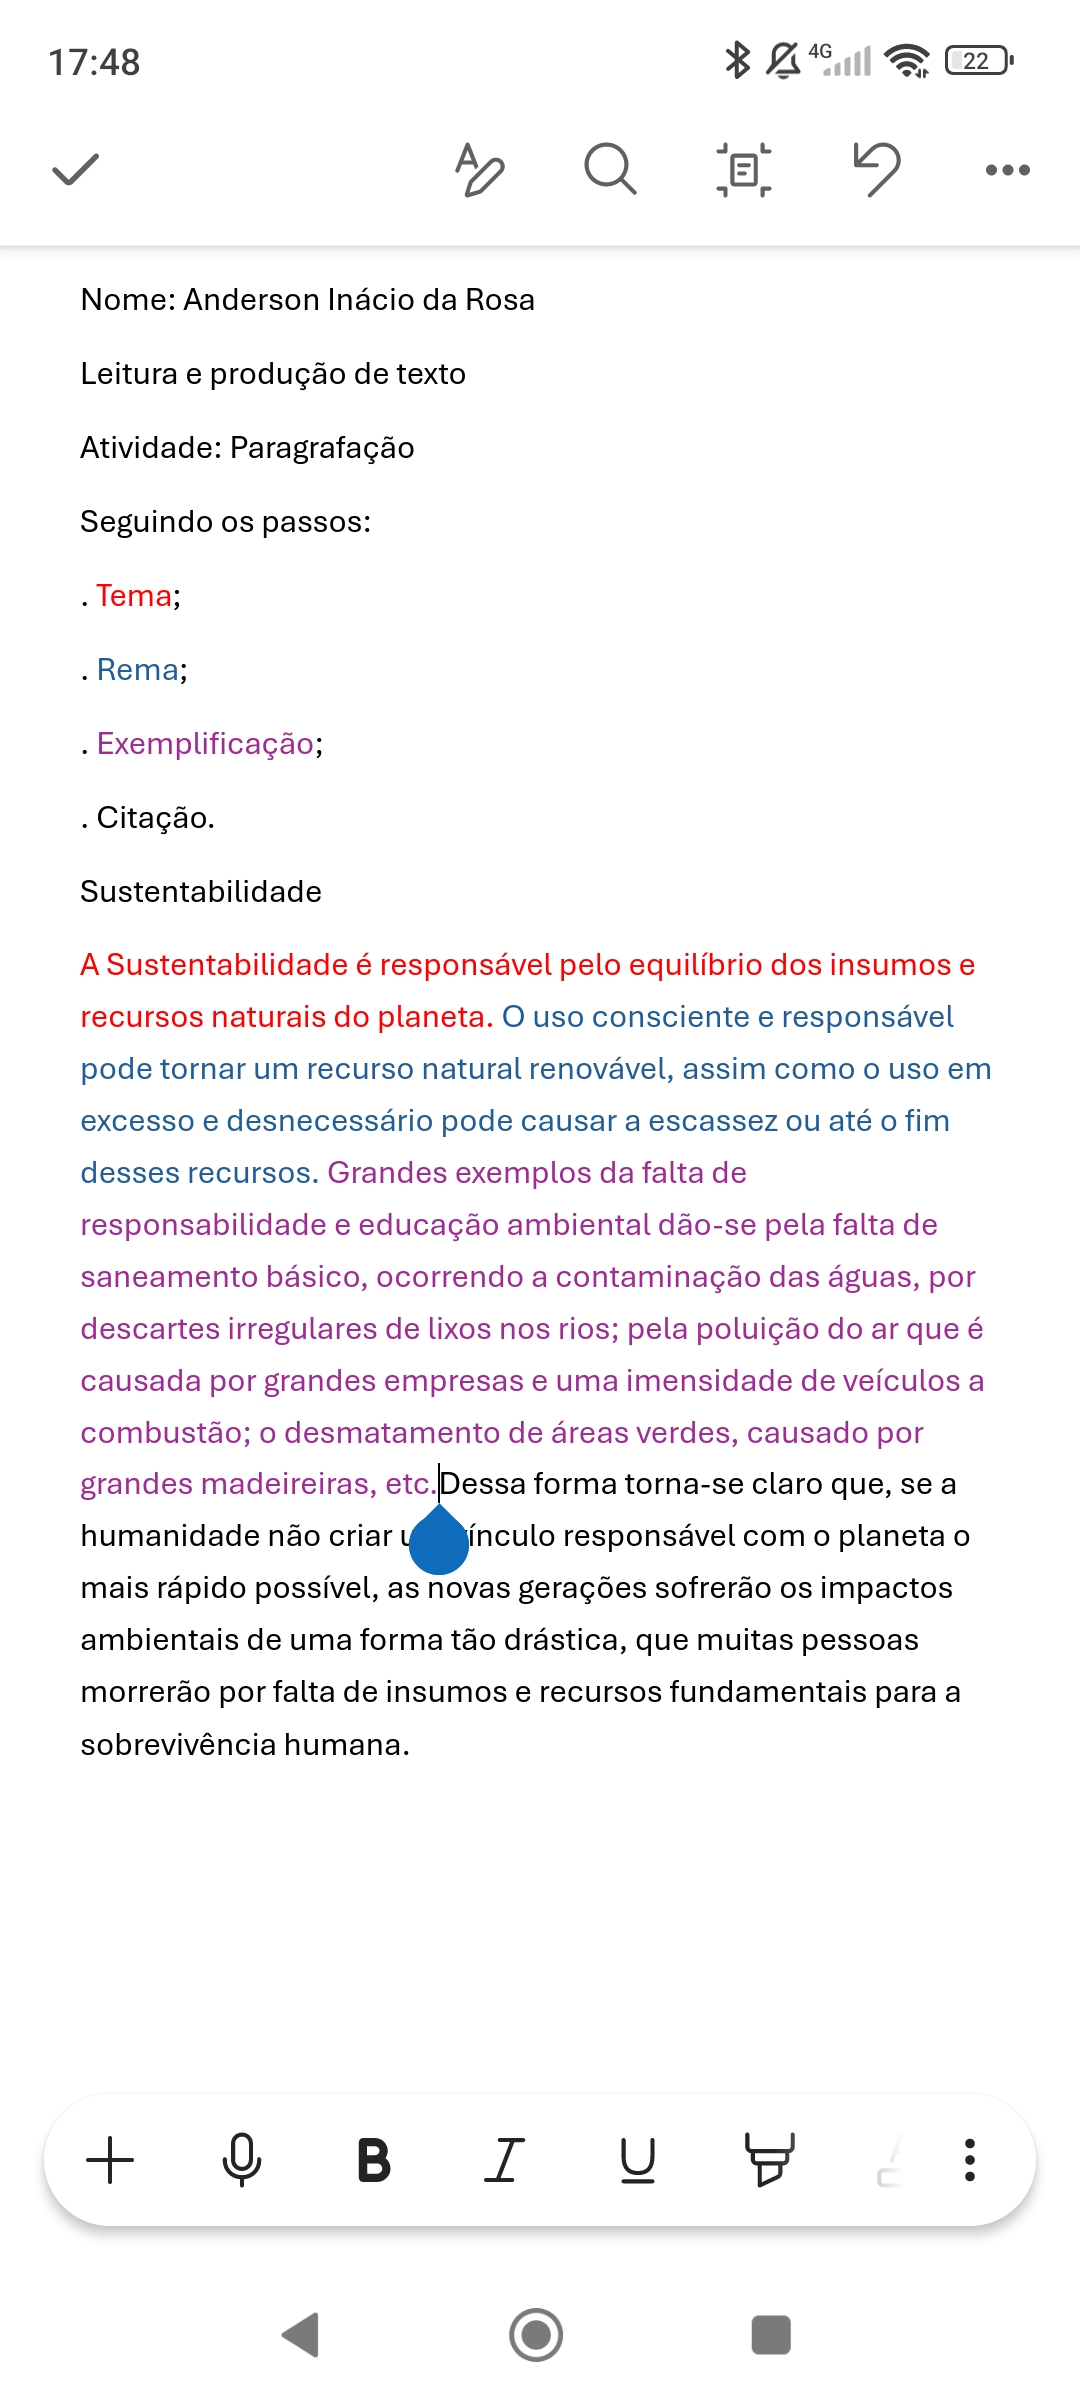 17:48
4G
22
Nome: Anderson Inácio da Rosa
Leitura e produção de texto
Atividade: Paragrafação
Seguindo os passos:
. Tema;
. Rema;
. Exemplificação;
. Citação.
Sustentabilidade
A Sustentabilidade é responsável pelo equilíbrio dos insumos e
recursos naturais do planeta. O uso consciente e responsável
pode tornar um recurso natural renovável, assim como o uso em
excesso e desnecessário pode causar a escassez ou até o fim
desses recursos. Grandes exemplos da falta de
responsabilidade e educação ambiental dão-se pela falta de
saneamento básico, ocorrendo a contaminação das águas, por
descartes irregulares de lixos nos rios; pela poluição do ar que é
causada por grandes empresas e uma imensidade de veículos a
combustão; o desmatamento de áreas verdes, causado por
grandes madeireiras, etc.Dessa forma torna-se claro que, se a
humanidade não criar responsável com o planeta o
mais rápido possível, as novas gerações sofrerão os impactos
ambientais de uma forma tão drástica, que muitas pessoas
morrerão por falta de insumos e recursos fundamentais para a
sobrevivência humana.
B
I
U